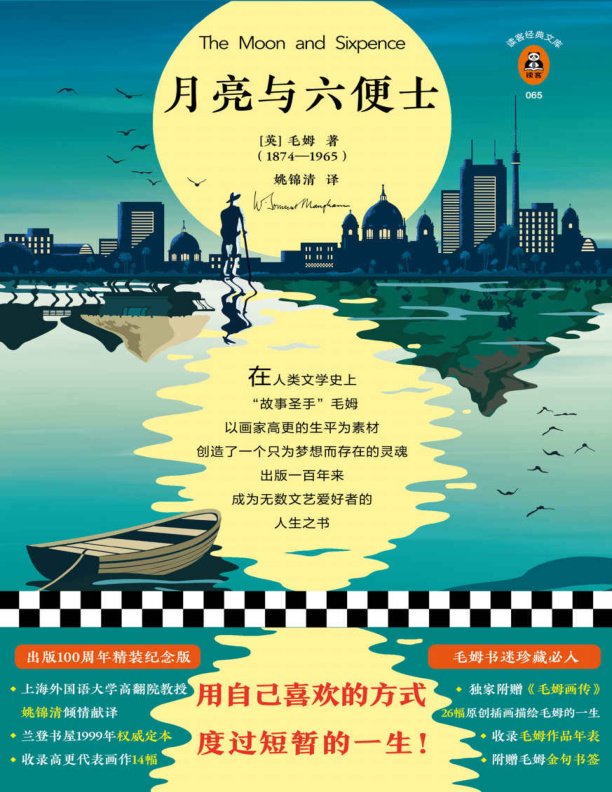 The Moon and Sixpence
月亮与六便士
[英] 毛姆 著
(1874—1965)
姚锦清 译
W. Somerset Maugham
读客经典文库
读客
065
在人类文学史上
“故事圣手”毛姆
以画家高更的生平为素材
创造了一个只为梦想而存在的灵魂
出版一百年来
成为无数文艺爱好者的
人生之书
出版100周年精装纪念版
上海外国语大学高翻院教授
姚锦清倾情献译
兰登书屋1999年权威定本
收录高更代表画作14幅
用自己喜欢的方式
度过短暂的一生!
毛姆书迷珍藏必入
独家附赠《毛姆画传》
26幅原创插画描绘毛姆的一生
收录毛姆作品年表
附赠毛姆金句书签